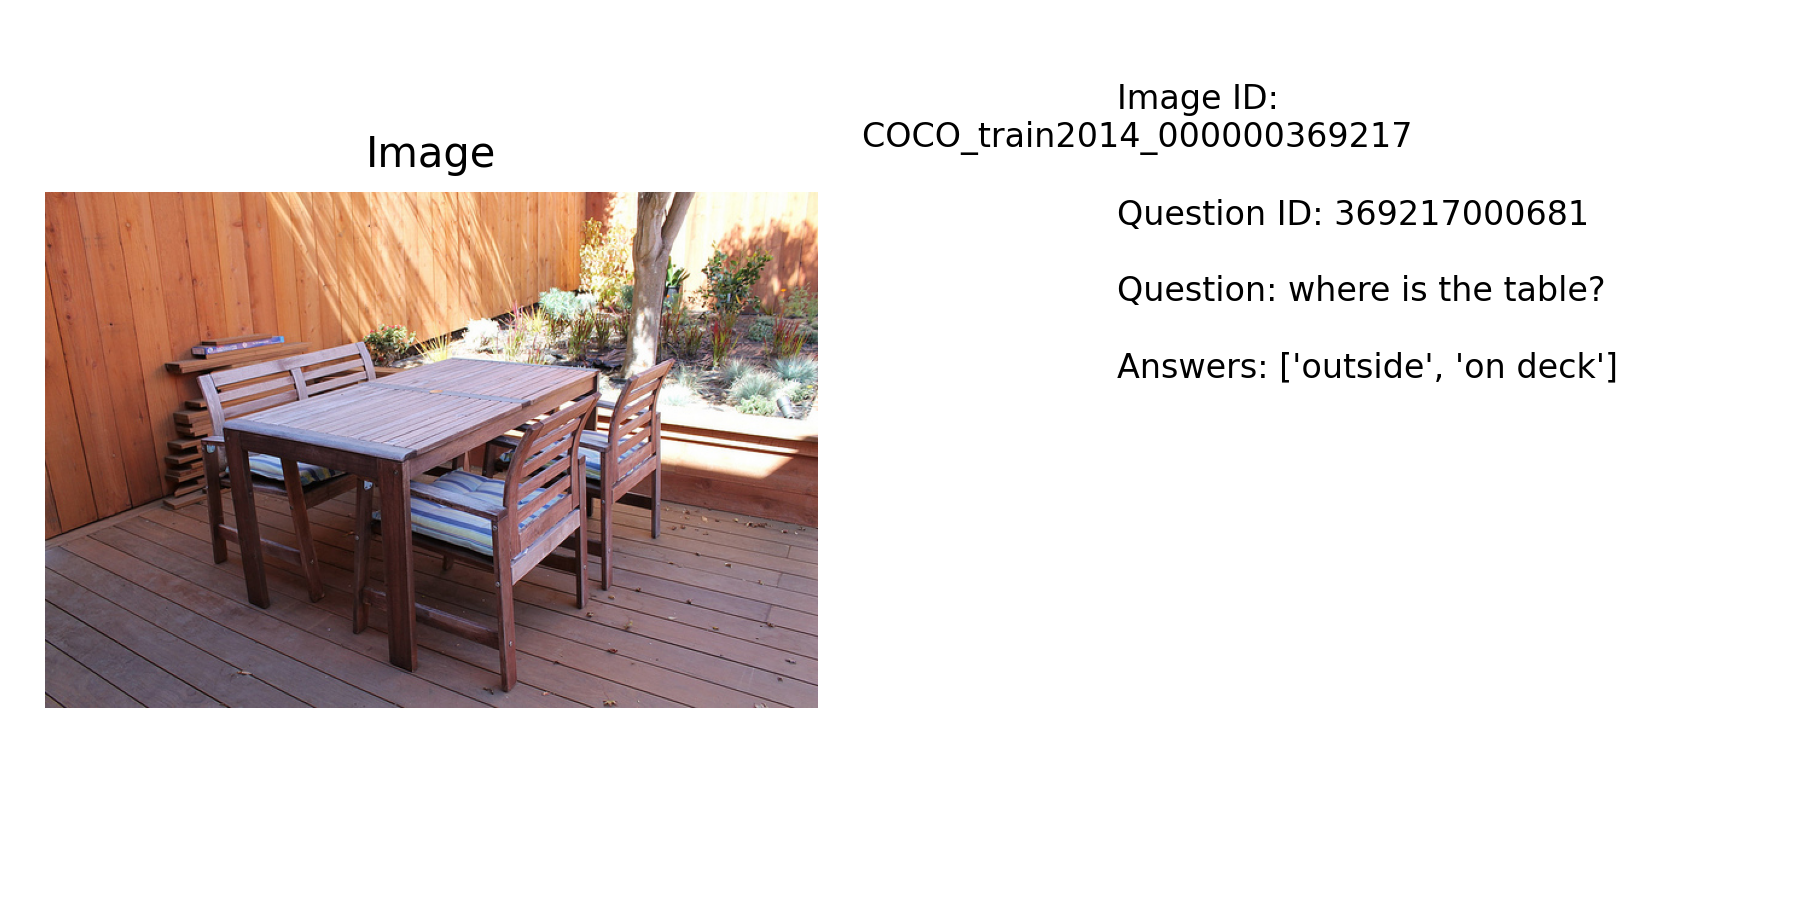 Image
Image ID:
COCO_train2014_000000369217
Question ID: 369217000681
Question: where is the table?
Answers: ['outside', 'on deck']